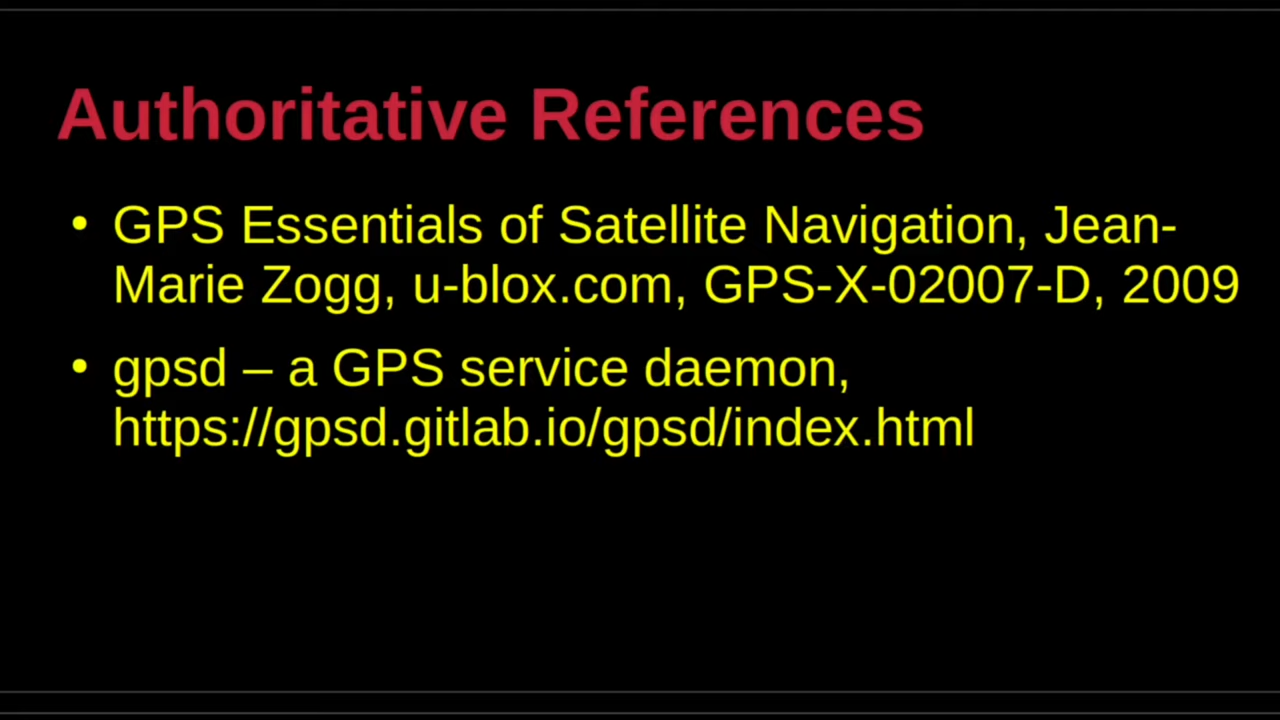 Authoritative References
• GPS Essentials of Satellite Navigation, Jean-
Marie Zogg, u-blox.com, GPS-X-02007-D, 2009
• gpsd – a GPS service daemon,
https://gpsd.gitlab.io/gpsd/index.html